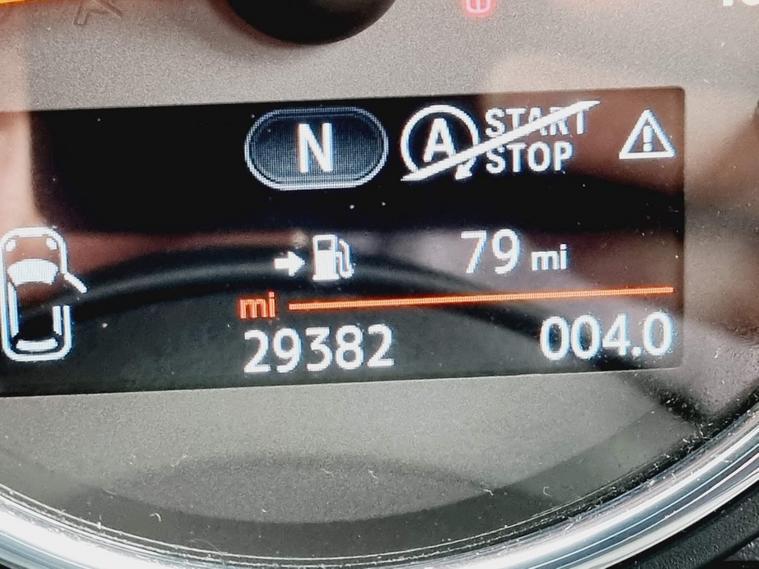 N
A START
STOP
79 mi
mi
29382 004.0